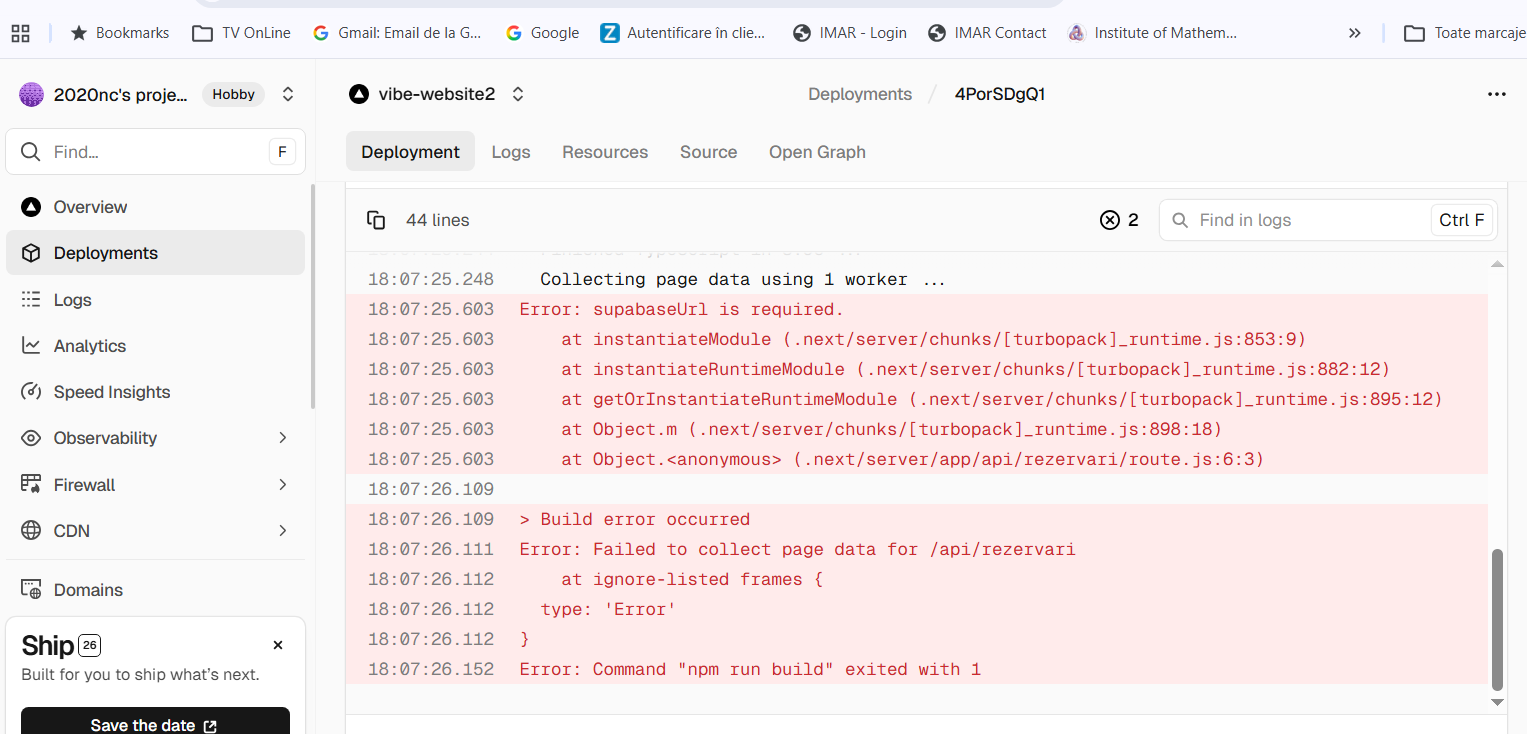 Bookmarks
TV OnLine
Gmail: Email de la G...
Google
Autentificare în clie...
IMAR - Login
IMAR Contact
Institute of Mathem...
»
Toate marcaje
2020nc's proje...
Hobby
vibe-website2
Deployments / 4PorSDgQ1
Find...
F
Deployment
Logs
Resources
Source
Open Graph
Overview
Deployments
Logs
Analytics
Speed Insights
Observability
Firewall
CDN
Domains
Ship 26
Built for you to ship what's next.
Save the date
44 lines
2
Find in logs
Ctrl F
18:07:25.248 Collecting page data using 1 worker ...
18:07:25.603 Error: supabaseUrl is required.
18:07:25.603 at instantiateModule (.next/server/chunks/[turbopack]_runtime.js:853:9)
18:07:25.603 at instantiateRuntimeModule (.next/server/chunks/[turbopack]_runtime.js:882:12)
18:07:25.603 at getOrInstantiateRuntimeModule (.next/server/chunks/[turbopack]_runtime.js:895:12)
18:07:25.603 at Object.m (.next/server/chunks/[turbopack]_runtime.js:898:18)
18:07:25.603 at Object.<anonymous> (.next/server/app/api/rezervari/route.js:6:3)
18:07:26.109
18:07:26.109 > Build error occurred
18:07:26.111 Error: Failed to collect page data for /api/rezervari
18:07:26.112 at ignore-listed frames {
18:07:26.112 type: 'Error'
18:07:26.112 }
18:07:26.152 Error: Command "npm run build" exited with 1